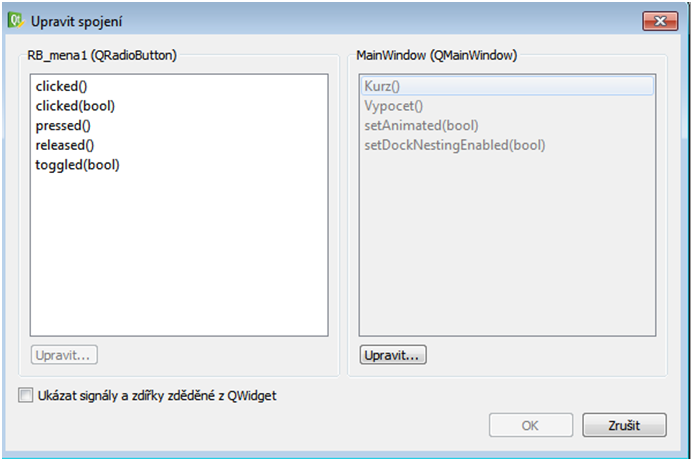 Upravit spojení
RB_mena1 (QRadioButton)
clicked()
clicked(bool)
pressed()
released()
toggled(bool)
Upravit...
MainWindow (QMainWindow)
Kurz()
Vypocet()
setAnimated(bool)
setDockNestingEnabled(bool)
Upravit...
Ukázat signály a zdířky zděděné z QWidget
OK
Zrušit